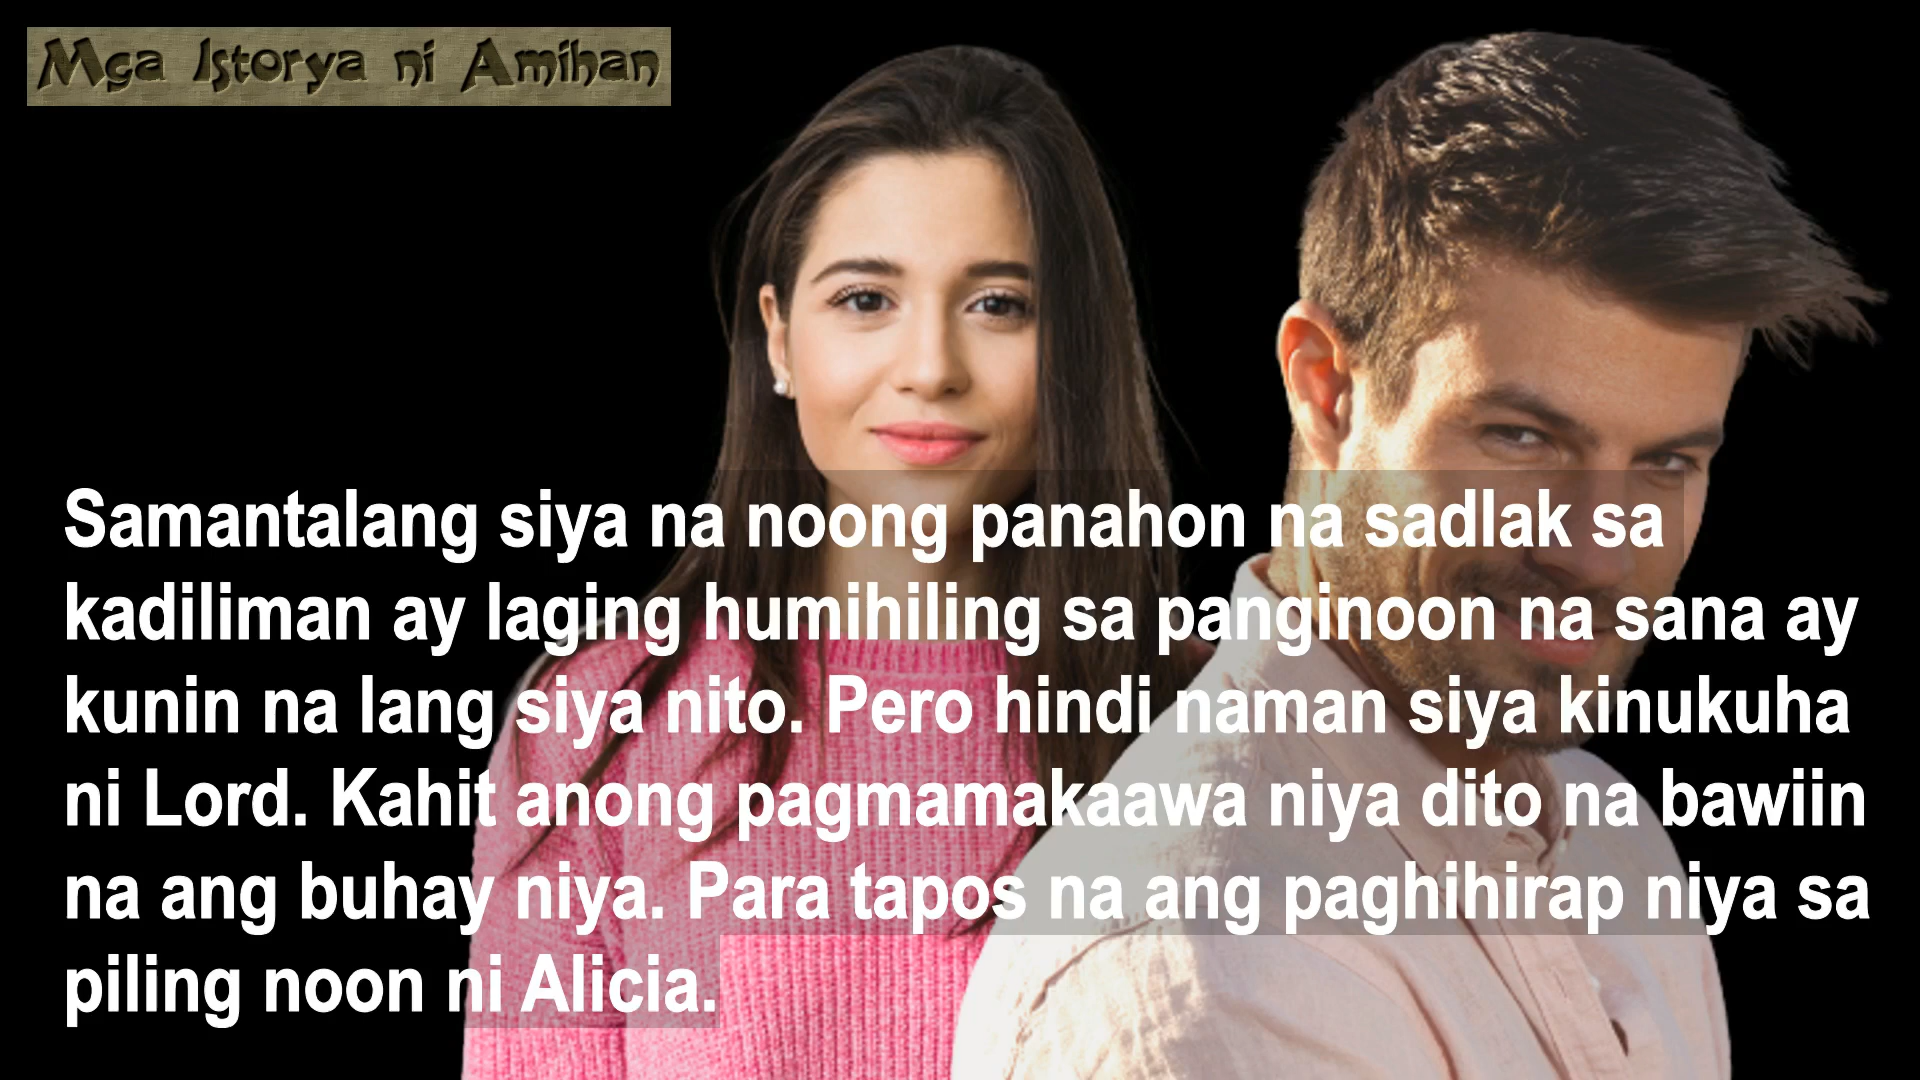 Mga Istorya ni Amihan
Samantalang siya na noong panahon na sadlak sa
kadiliman ay laging humihiling sa panginoon na sana ay
kunin na lang siya nito. Pero hindi naman siya kinukuha
ni Lord. Kahit anong pagmamakaawa niya dito na bawiin
na ang buhay niya. Para tapos na ang paghihirap niya sa
piling noon ni Alicia.